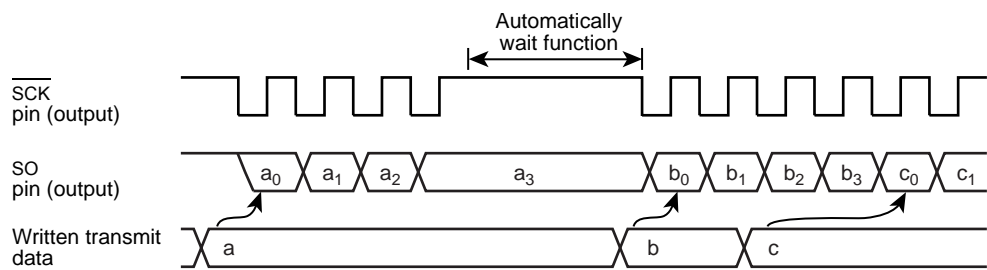 Automatically
wait function
SCK
pin (output)
SO
pin (output)
a0 a1 a2 a3 b0 b1 b2 b3 c0 c1
Written transmit
data
a b c